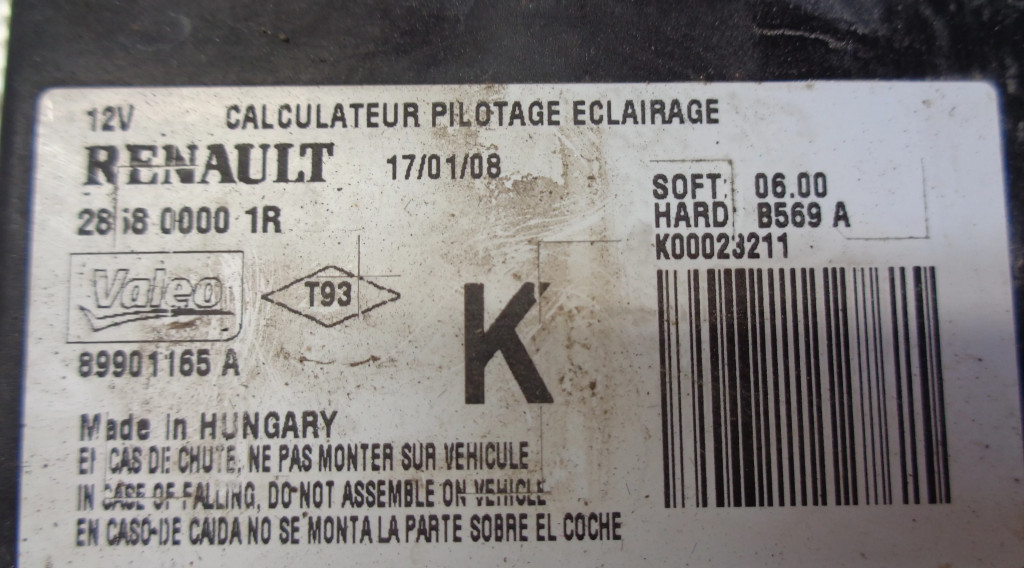 12V CALCULATEUR PILOTAGE ECLAIRAGE
RENAULT 17/01/08
SOFT: 06.00
HARD: B569 A
0000 1R
K00023211
Valeo
T93
K
89901165 A
Made in HUNGARY
EN CAS DE CHUTE, NE PAS MONTER SUR VEHICULE
IN CASE OF FALLING, DO NOT ASSEMBLE ON VEHICLE
EN CASO DE CAIDA NO SE MONTA LA PARTE SOBRE EL COCHE